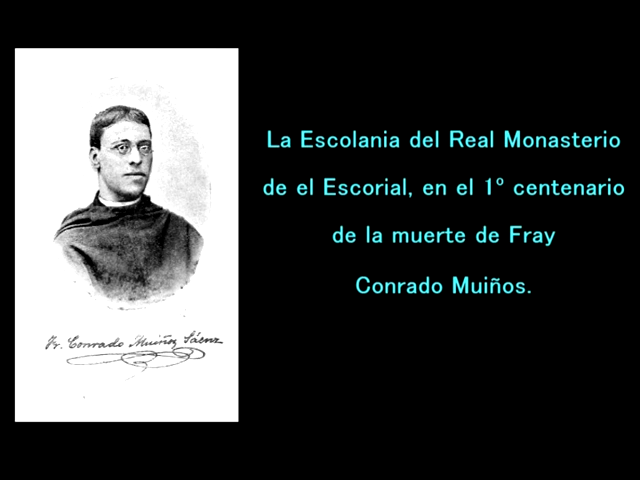 La Escolania del Real Monasterio
de el Escorial, en el 1º centenario
de la muerte de Fray
Conrado Muiños.
Fr. Conrado Muiños Sáenz